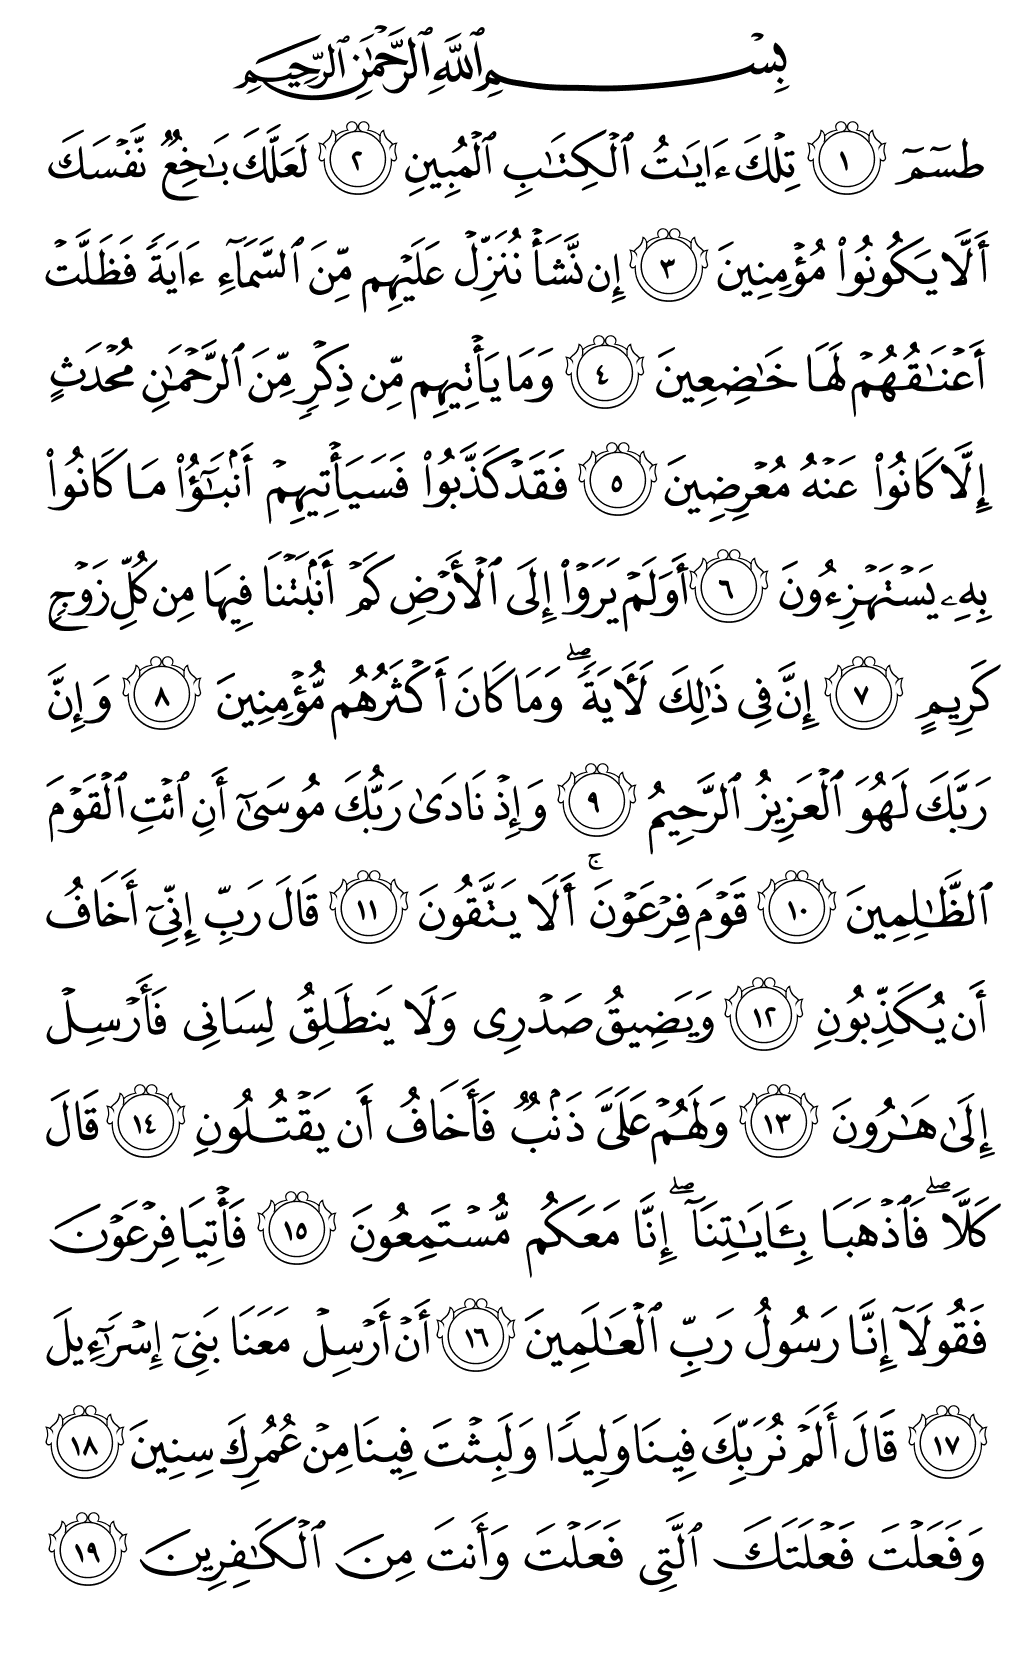 بِسْمِ ٱللَّهِ ٱلرَّحْمَٰنِ ٱلرَّحِيمِ
طسٓمٓ ١ تِلْكَ ءَايَٰتُ ٱلْكِتَٰبِ ٱلْمُبِينِ ٢ لَعَلَّكَ بَٰخِعٌ نَّفْسَكَ
أَلَّا يَكُونُوا۟ مُؤْمِنِينَ ٣ إِن نَّشَأْ نُنَزِّلْ عَلَيْهِم مِّنَ ٱلسَّمَآءِ ءَايَةً فَظَلَّتْ
أَعْنَٰقُهُمْ لَهَا خَٰضِعِينَ ٤ وَمَا يَأْتِيهِم مِّن ذِكْرٍ مِّنَ ٱلرَّحْمَٰنِ مُحْدَثٍ
إِلَّا كَانُوا۟ عَنْهُ مُعْرِضِينَ ٥ فَقَدْ كَذَّبُوا۟ فَسَيَأْتِيهِمْ أَنۢبَٰٓؤُا۟ مَا كَانُوا۟
بِهِۦ يَسْتَهْزِءُونَ ٦ أَوَلَمْ يَرَوْا۟ إِلَى ٱلْأَرْضِ كَمْ أَنۢبَتْنَا فِيهَا مِن كُلِّ زَوْجٍ
كَرِيمٍ ٧ إِنَّ فِى ذَٰلِكَ لَءَايَةً ۖ وَمَا كَانَ أَكْثَرُهُم مُّؤْمِنِينَ ٨ وَإِنَّ
رَبَّكَ لَهُوَ ٱلْعَزِيزُ ٱلرَّحِيمُ ٩ وَإِذْ نَادَىٰ رَبُّكَ مُوسَىٰٓ أَنِ ٱئْتِ ٱلْقَوْمَ
ٱلظَّٰلِمِينَ ١٠ قَوْمَ فِرْعَوْنَ ۚ أَلَا يَتَّقُونَ ١١ قَالَ رَبِّ إِنِّىٓ أَخَافُ
أَن يُكَذِّبُونِ ١٢ وَيَضِيقُ صَدْرِى وَلَا يَنطَلِقُ لِسَانِى فَأَرْسِلْ
إِلَىٰ هَٰرُونَ ١٣ وَلَهُمْ عَلَىَّ ذَنۢبٌ فَأَخَافُ أَن يَقْتُلُونِ ١٤ قَالَ
كَلَّا ۖ فَٱذْهَبَا بِـَٔايَٰتِنَآ ۖ إِنَّا مَعَكُم مُّسْتَمِعُونَ ١٥ فَأْتِيَا فِرْعَوْنَ
فَقُولَآ إِنَّا رَسُولُ رَبِّ ٱلْعَٰلَمِينَ ١٦ أَنْ أَرْسِلْ مَعَنَا بَنِىٓ إِسْرَٰٓءِيلَ
١٧ قَالَ أَلَمْ نُرَبِّكَ فِينَا وَلِيدًا وَلَبِثْتَ فِينَا مِنْ عُمُرِكَ سِنِينَ ١٨
وَفَعَلْتَ فَعْلَتَكَ ٱلَّتِى فَعَلْتَ وَأَنتَ مِنَ ٱلْكَٰفِرِينَ ١٩